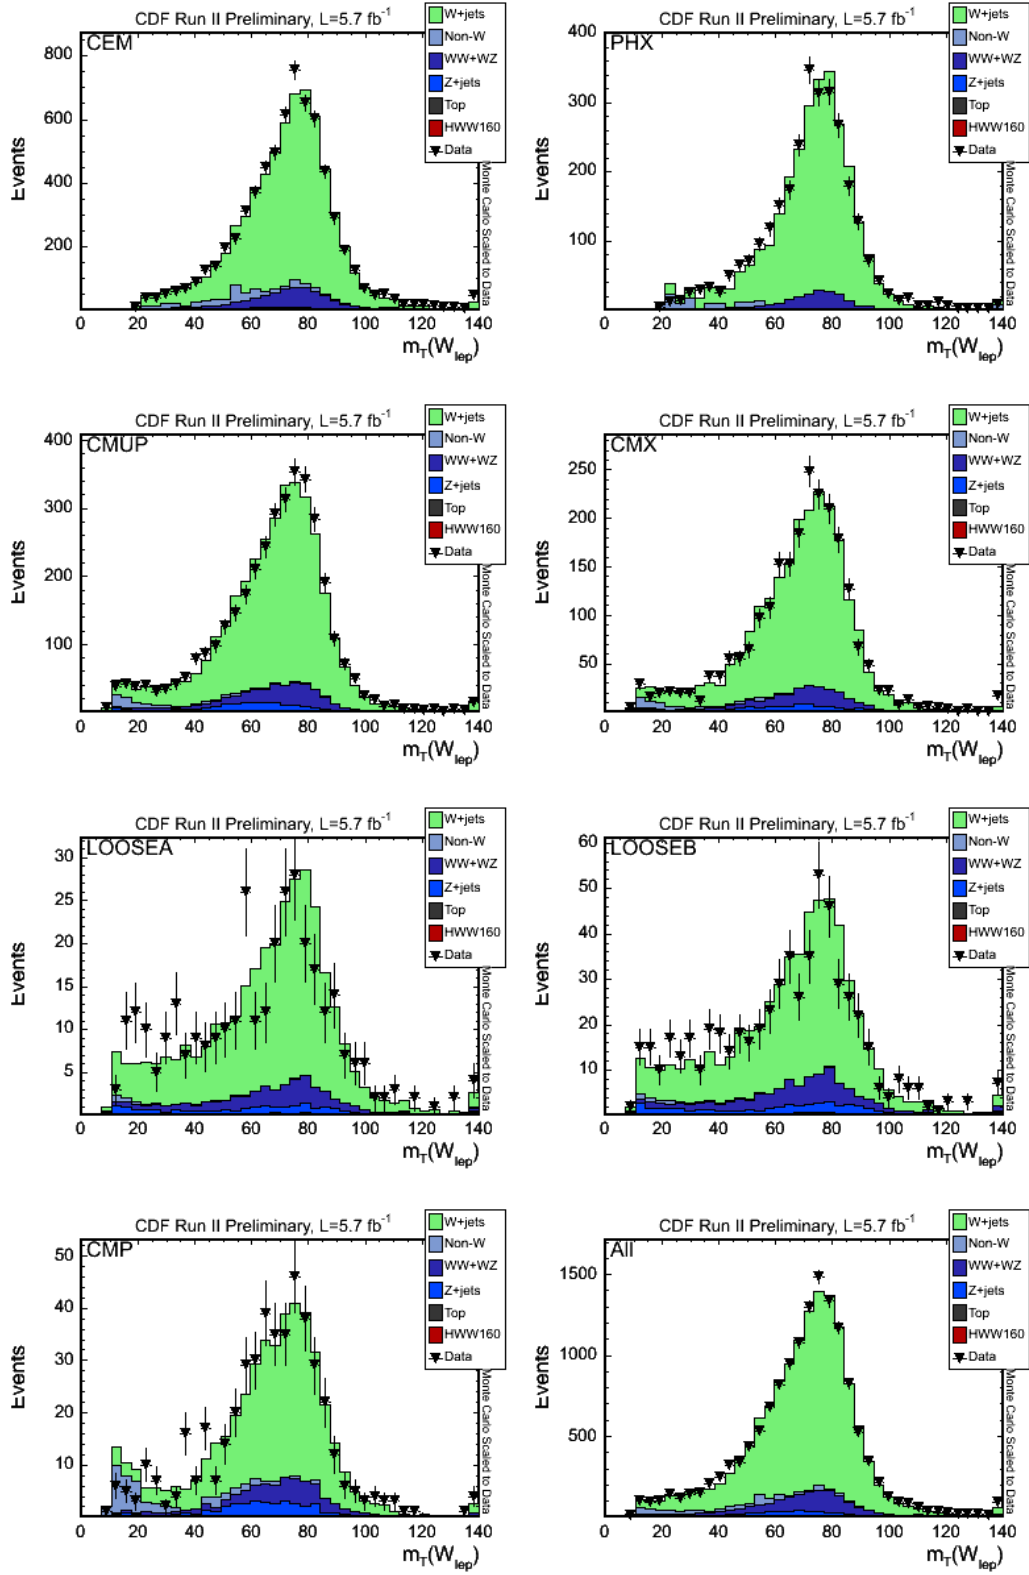 CDF Run II Preliminary, L=5.7 fb-1
CEM
W+jets
Non-W
WW+WZ
Z+jets
Top
HWW160
Data
Monte Carlo Scaled to Data
Events
800
600
400
200
0 20 40 60 80 100 120 140
mT(Wlep)
CDF Run II Preliminary, L=5.7 fb-1
PHX
W+jets
Non-W
WW+WZ
Z+jets
Top
HWW160
Data
Monte Carlo Scaled to Data
Events
400
300
200
100
0 20 40 60 80 100 120 140
mT(Wlep)
CDF Run II Preliminary, L=5.7 fb-1
CMUP
W+jets
Non-W
WW+WZ
Z+jets
Top
HWW160
Data
Monte Carlo Scaled to Data
Events
400
300
200
100
0 20 40 60 80 100 120 140
mT(Wlep)
CDF Run II Preliminary, L=5.7 fb-1
CMX
W+jets
Non-W
WW+WZ
Z+jets
Top
HWW160
Data
Monte Carlo Scaled to Data
Events
250
200
150
100
50
0 20 40 60 80 100 120 140
mT(Wlep)
CDF Run II Preliminary, L=5.7 fb-1
LOOSEA
W+jets
Non-W
WW+WZ
Z+jets
Top
HWW160
Data
Monte Carlo Scaled to Data
Events
30
25
20
15
10
5
0 20 40 60 80 100 120 140
mT(Wlep)
CDF Run II Preliminary, L=5.7 fb-1
LOOSEB
W+jets
Non-W
WW+WZ
Z+jets
Top
HWW160
Data
Monte Carlo Scaled to Data
Events
60
50
40
30
20
10
0 20 40 60 80 100 120 140
mT(Wlep)
CDF Run II Preliminary, L=5.7 fb-1
CMP
W+jets
Non-W
WW+WZ
Z+jets
Top
HWW160
Data
Monte Carlo Scaled to Data
Events
50
40
30
20
10
0 20 40 60 80 100 120 140
mT(Wlep)
CDF Run II Preliminary, L=5.7 fb-1
All
W+jets
Non-W
WW+WZ
Z+jets
Top
HWW160
Data
Monte Carlo Scaled to Data
Events
1500
1000
500
0 20 40 60 80 100 120 140
mT(Wlep)